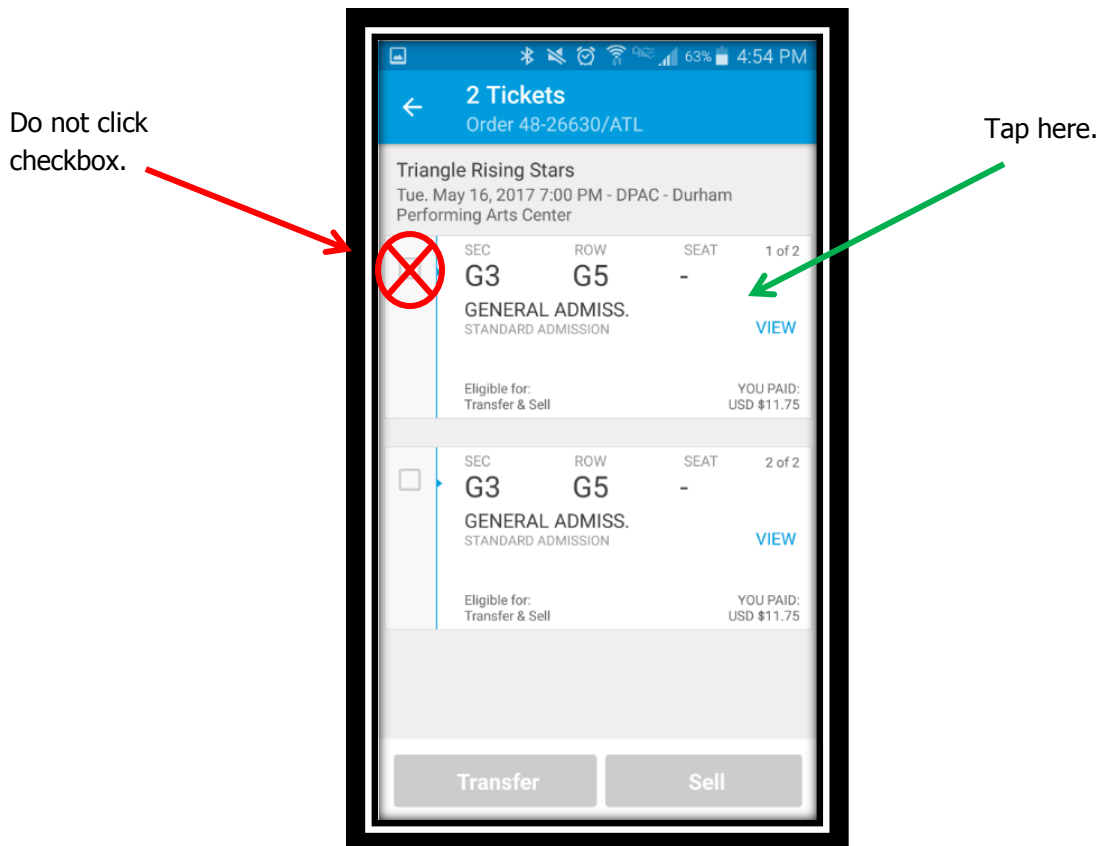 63% 4:54 PM
2 Tickets
Order 48-26630/ATL
Do not click
checkbox.
Tap here.
Triangle Rising Stars
Tue. May 16, 2017 7:00 PM - DPAC - Durham
Performing Arts Center
SEC ROW SEAT 1 of 2
G3 G5 -
GENERAL ADMISS.
STANDARD ADMISSION
VIEW
Eligible for: YOU PAID:
Transfer & Sell USD $11.75
SEC ROW SEAT 2 of 2
G3 G5 -
GENERAL ADMISS.
STANDARD ADMISSION
VIEW
Eligible for: YOU PAID:
Transfer & Sell USD $11.75
Transfer Sell